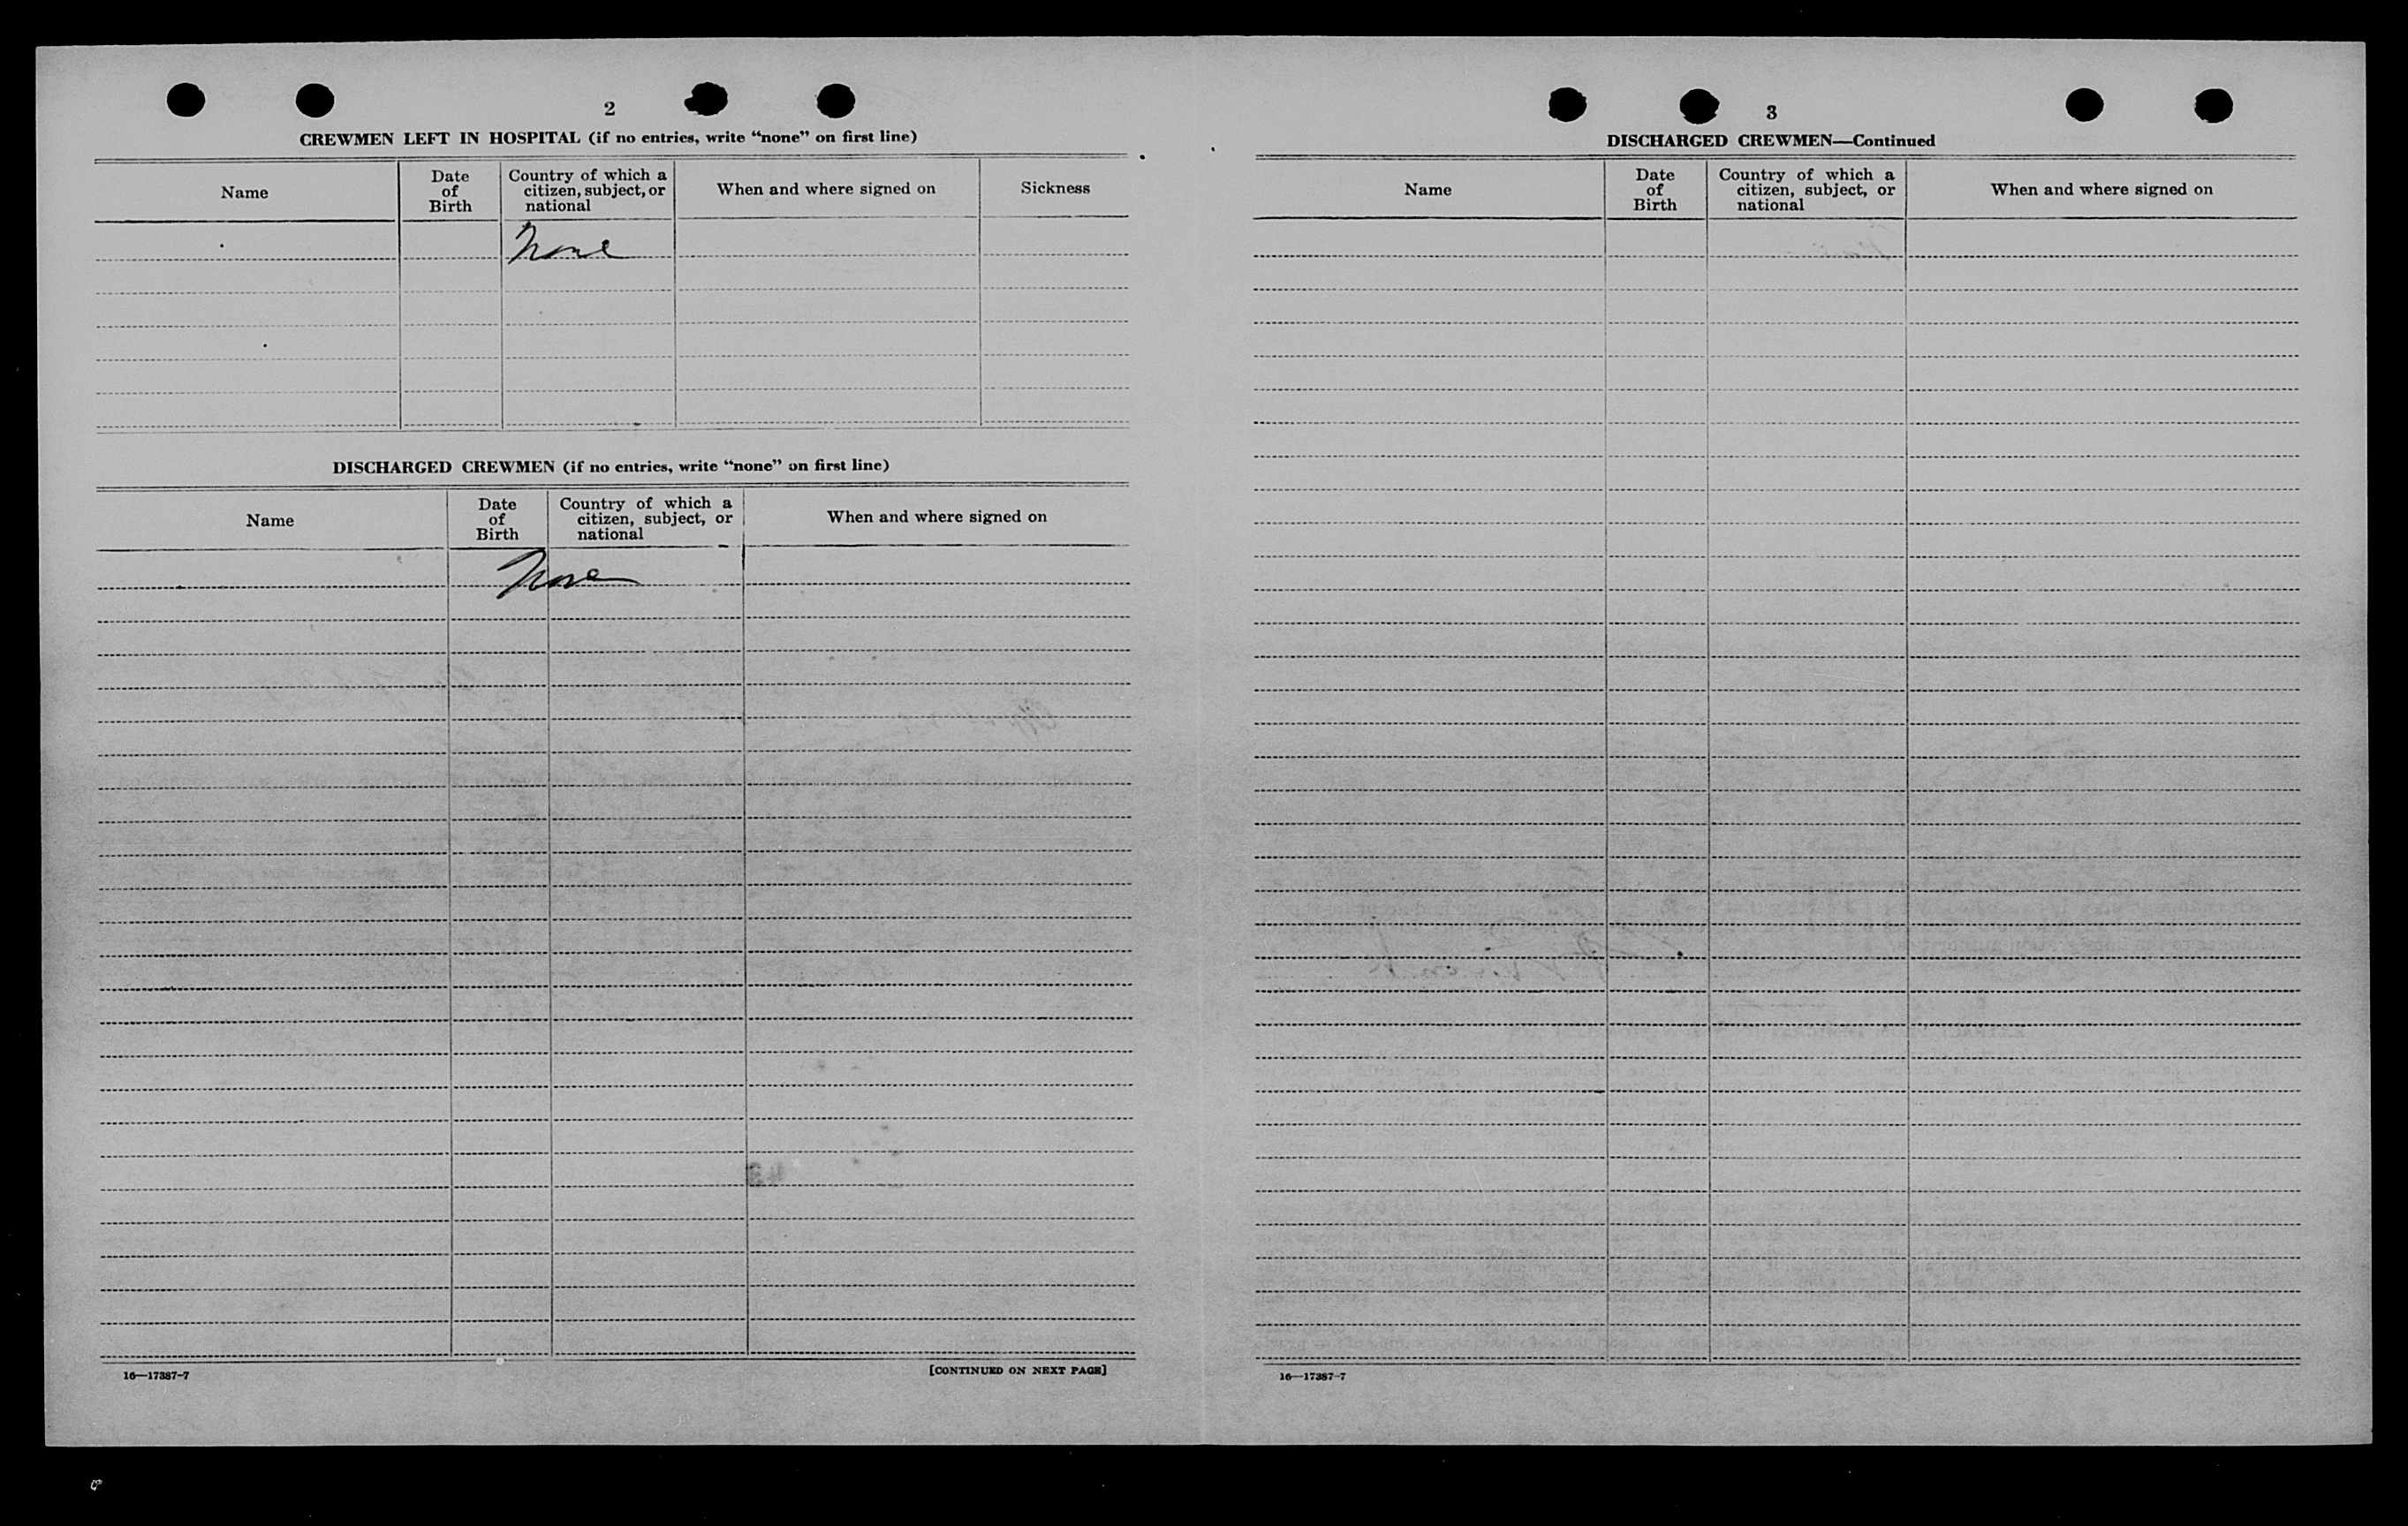 2
CREWMEN LEFT IN HOSPITAL (if no entries, write “none” on first line)
Name
Date of Birth
Country of which a citizen, subject, or national
When and where signed on
Sickness
None
DISCHARGED CREWMEN (if no entries, write “none” on first line)
Name
Date of Birth
Country of which a citizen, subject, or national
When and where signed on
None
16—17387-7
[CONTINUED ON NEXT PAGE]
3
DISCHARGED CREWMEN—Continued
Name
Date of Birth
Country of which a citizen, subject, or national
When and where signed on
16—17387-7